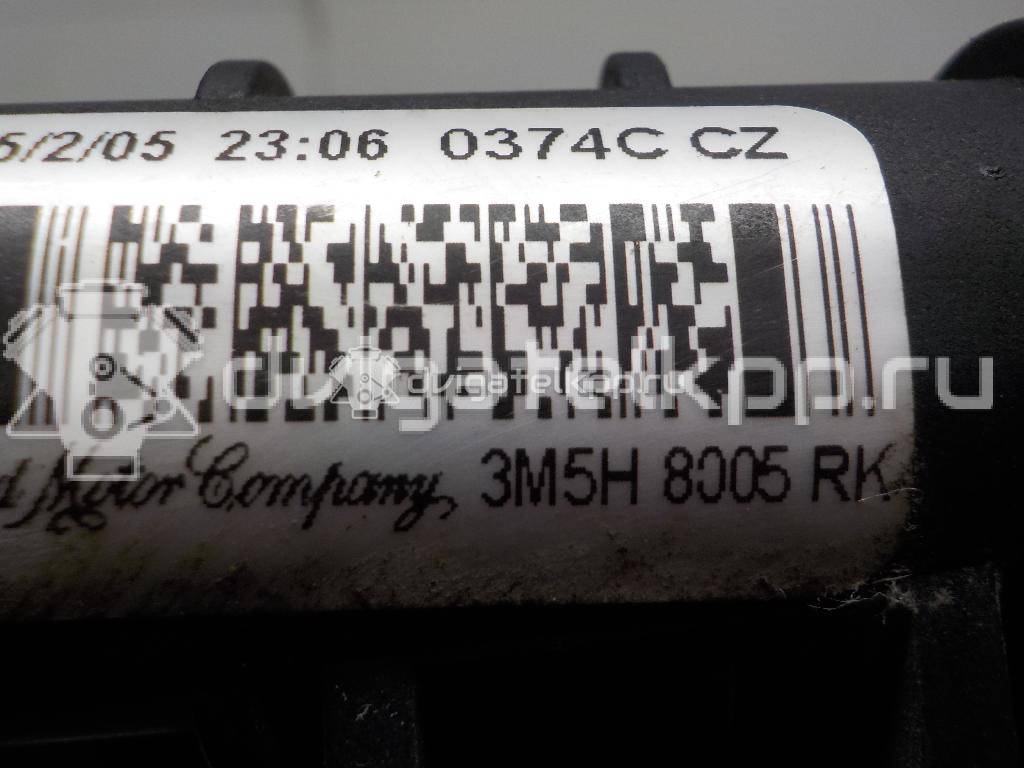 5/2/05 23:06 0374C CZ
dvigatelkpp.ru
dvigatelkpp.ru
Motor Company 3M5H 8005 RK